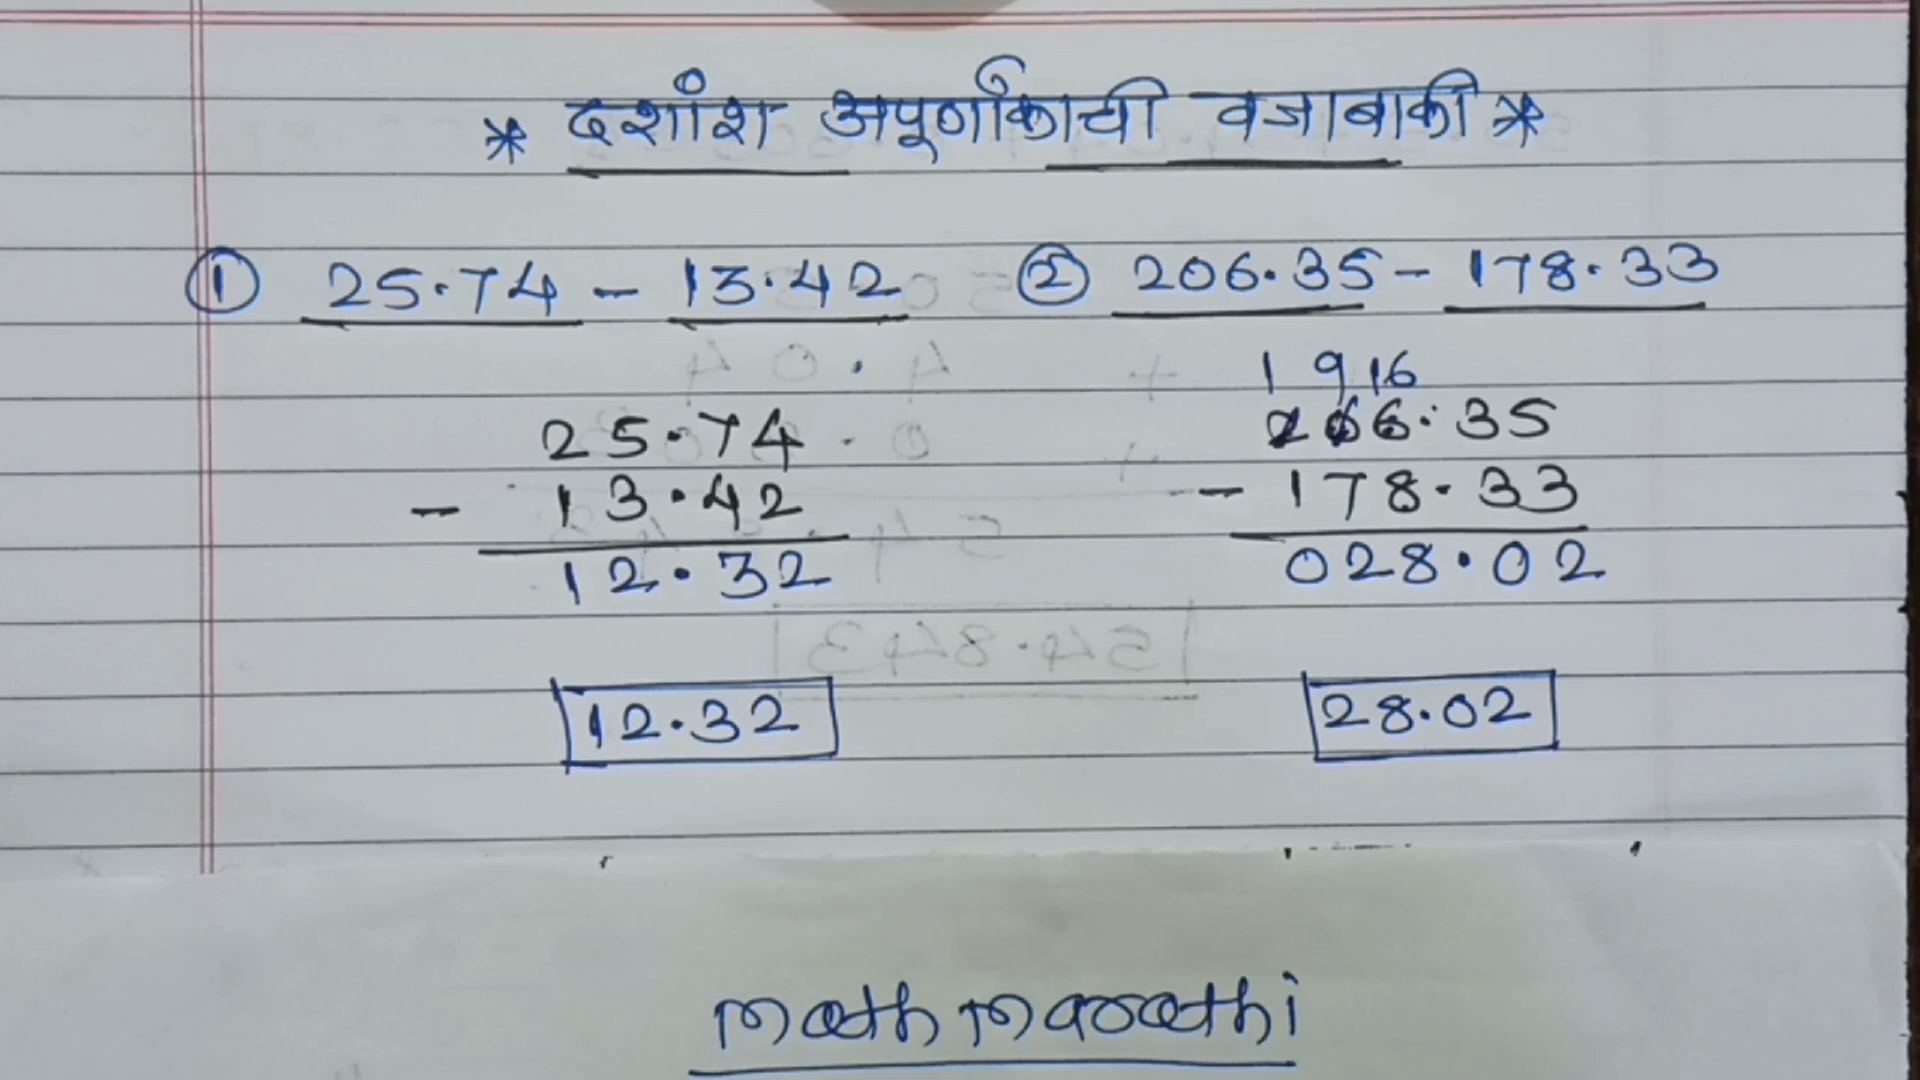 * दशांश अपूर्णांकाची वजाबाकी *
① 25.74 - 13.42 ② 206.35 - 178.33
1 9 16
25.74 206.35
- 13.42 - 178.33
12.32 028.02
12.32 28.02
math marathi